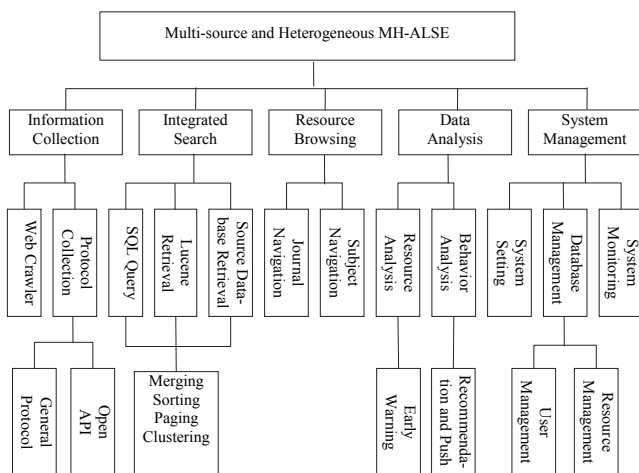 Multi-source and Heterogeneous MH-ALSE
Information
Collection
Integrated
Search
Resource
Browsing
Data
Analysis
System
Management
Web Crawler
Protocol
Collection
SQL Query
Lucene
Retrieval
Source Data-
base Retrieval
Journal
Navigation
Subject
Navigation
Resource
Analysis
Behavior
Analysis
System
Setting
Database
Management
System
Monitoring
General
Protocol
Open
API
Merging
Sorting
Paging
Clustering
Early
Warning
Recommenda-
tion and Push
User
Management
Resource
Management